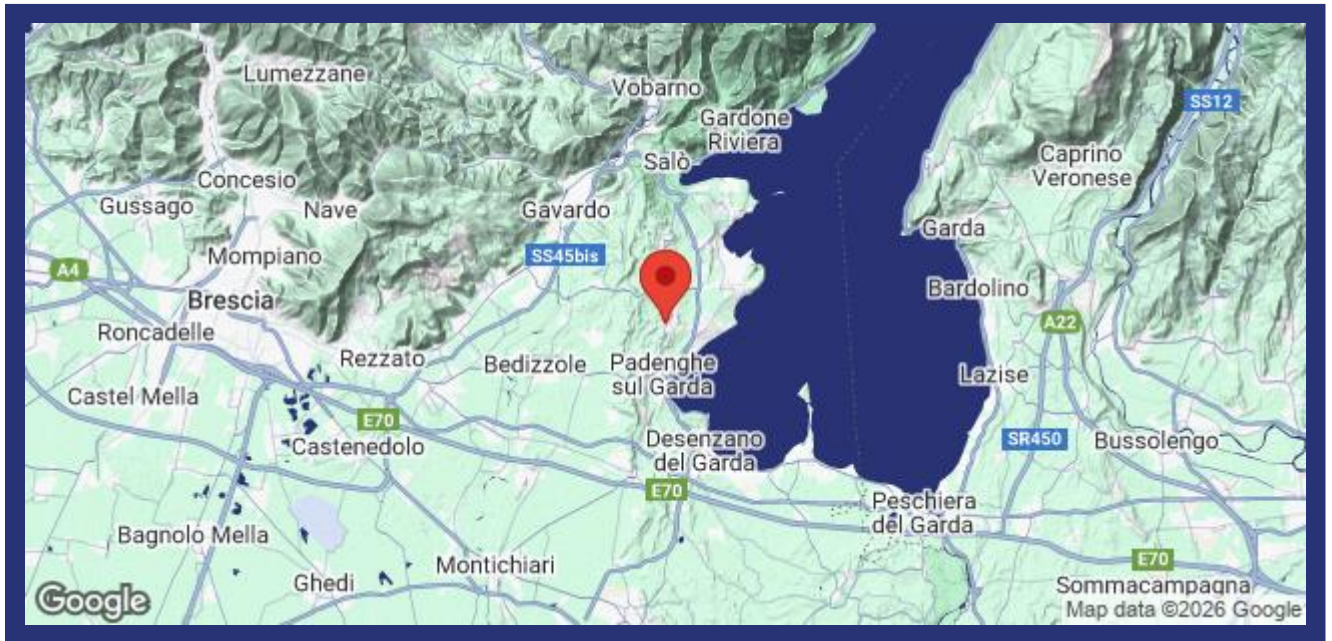 Lumezzane
Vobarno
SS12
Gardone
Riviera
Salò
Caprino
Veronese
Concesio
Gussago
Nave
Gavardo
Garda
Mompiano
SS45bis
A4
Brescia
Bardolino
Roncadelle
A22
Rezzato
Bedizzole
Padenghe
sul Garda
Lazise
Castel Mella
E70
Castenedolo
Desenzano
del Garda
SR450
Bussolengo
E70
Peschiera
del Garda
Bagnolo Mella
Montichiari
E70
Ghedi
Sommacampagna
Google
Map data ©2026 Google